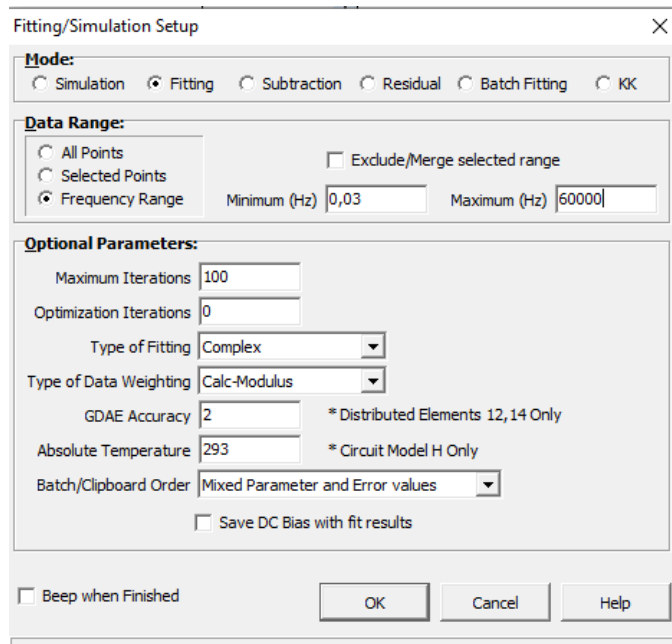 Fitting/Simulation Setup
Mode:
Simulation Fitting Subtraction Residual Batch Fitting KK
Data Range:
All Points
Selected Points
Frequency Range
Exclude/Merge selected range
Minimum (Hz) 0,03 Maximum (Hz) 60000
Optional Parameters:
Maximum Iterations 100
Optimization Iterations 0
Type of Fitting Complex
Type of Data Weighting Calc-Modulus
GDAE Accuracy 2 * Distributed Elements 12,14 Only
Absolute Temperature 293 * Circuit Model H Only
Batch/Clipboard Order Mixed Parameter and Error values
Save DC Bias with fit results
Beep when Finished OK Cancel Help